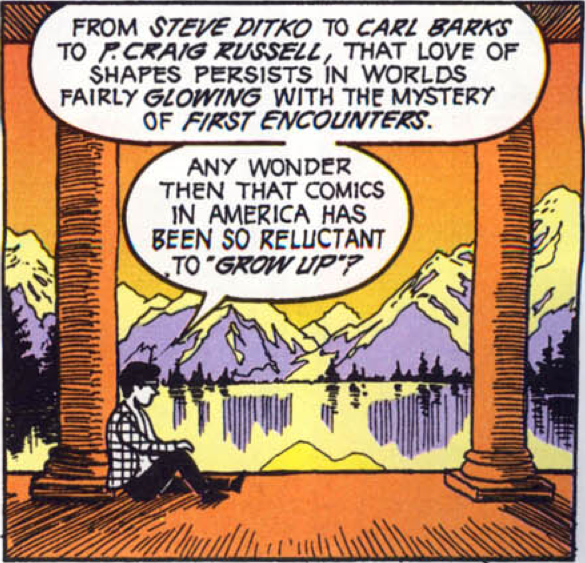 FROM STEVE DITKO TO CARL BARKS
TO P. CRAIG RUSSELL, THAT LOVE OF
SHAPES PERSISTS IN WORLDS
FAIRLY GLOWING WITH THE MYSTERY
OF FIRST ENCOUNTERS.
ANY WONDER
THEN THAT COMICS
IN AMERICA HAS
BEEN SO RELUCTANT
TO "GROW UP"?